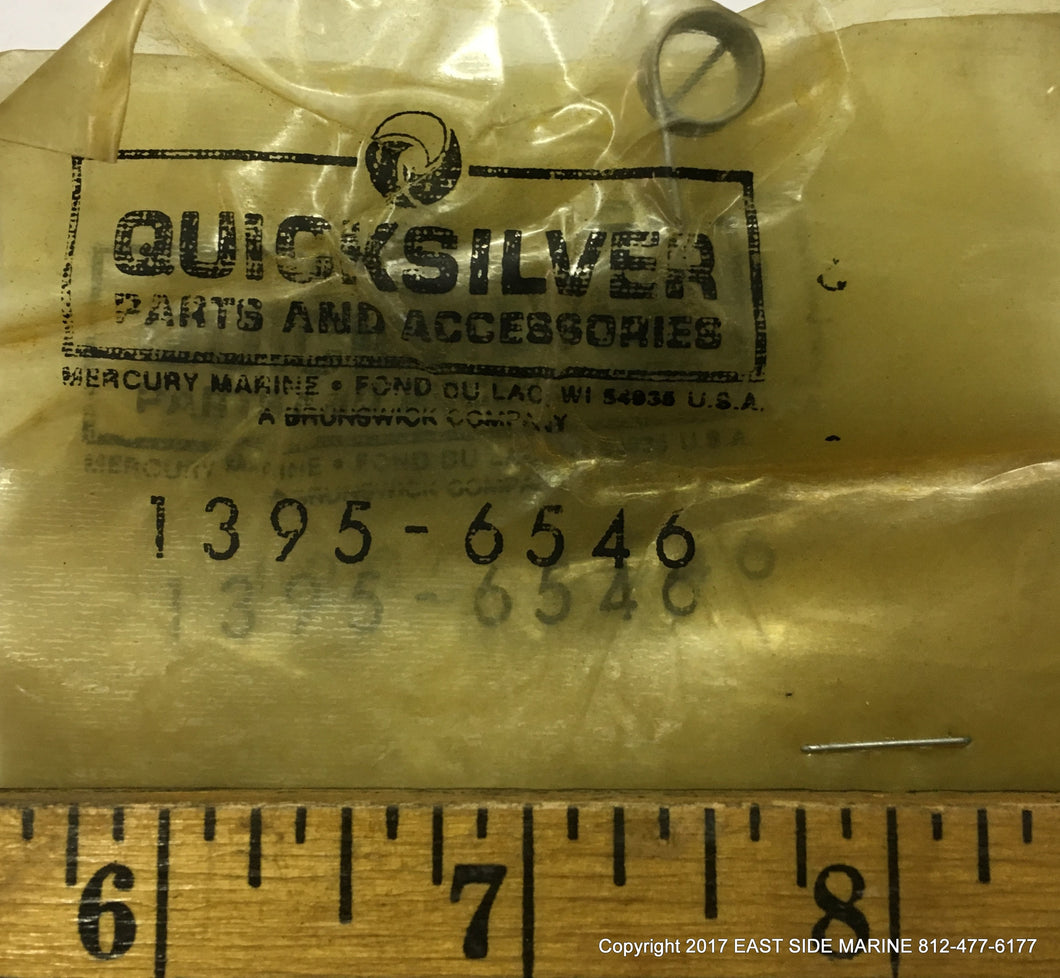 QUICKSILVER
PARTS AND ACCESSORIES
MERCURY MARINE • FOND DU LAC, WI 54935 U.S.A.
A BRUNSWICK COMPANY
1395-6546
6 7 8
Copyright 2017 EAST SIDE MARINE 812-477-6177